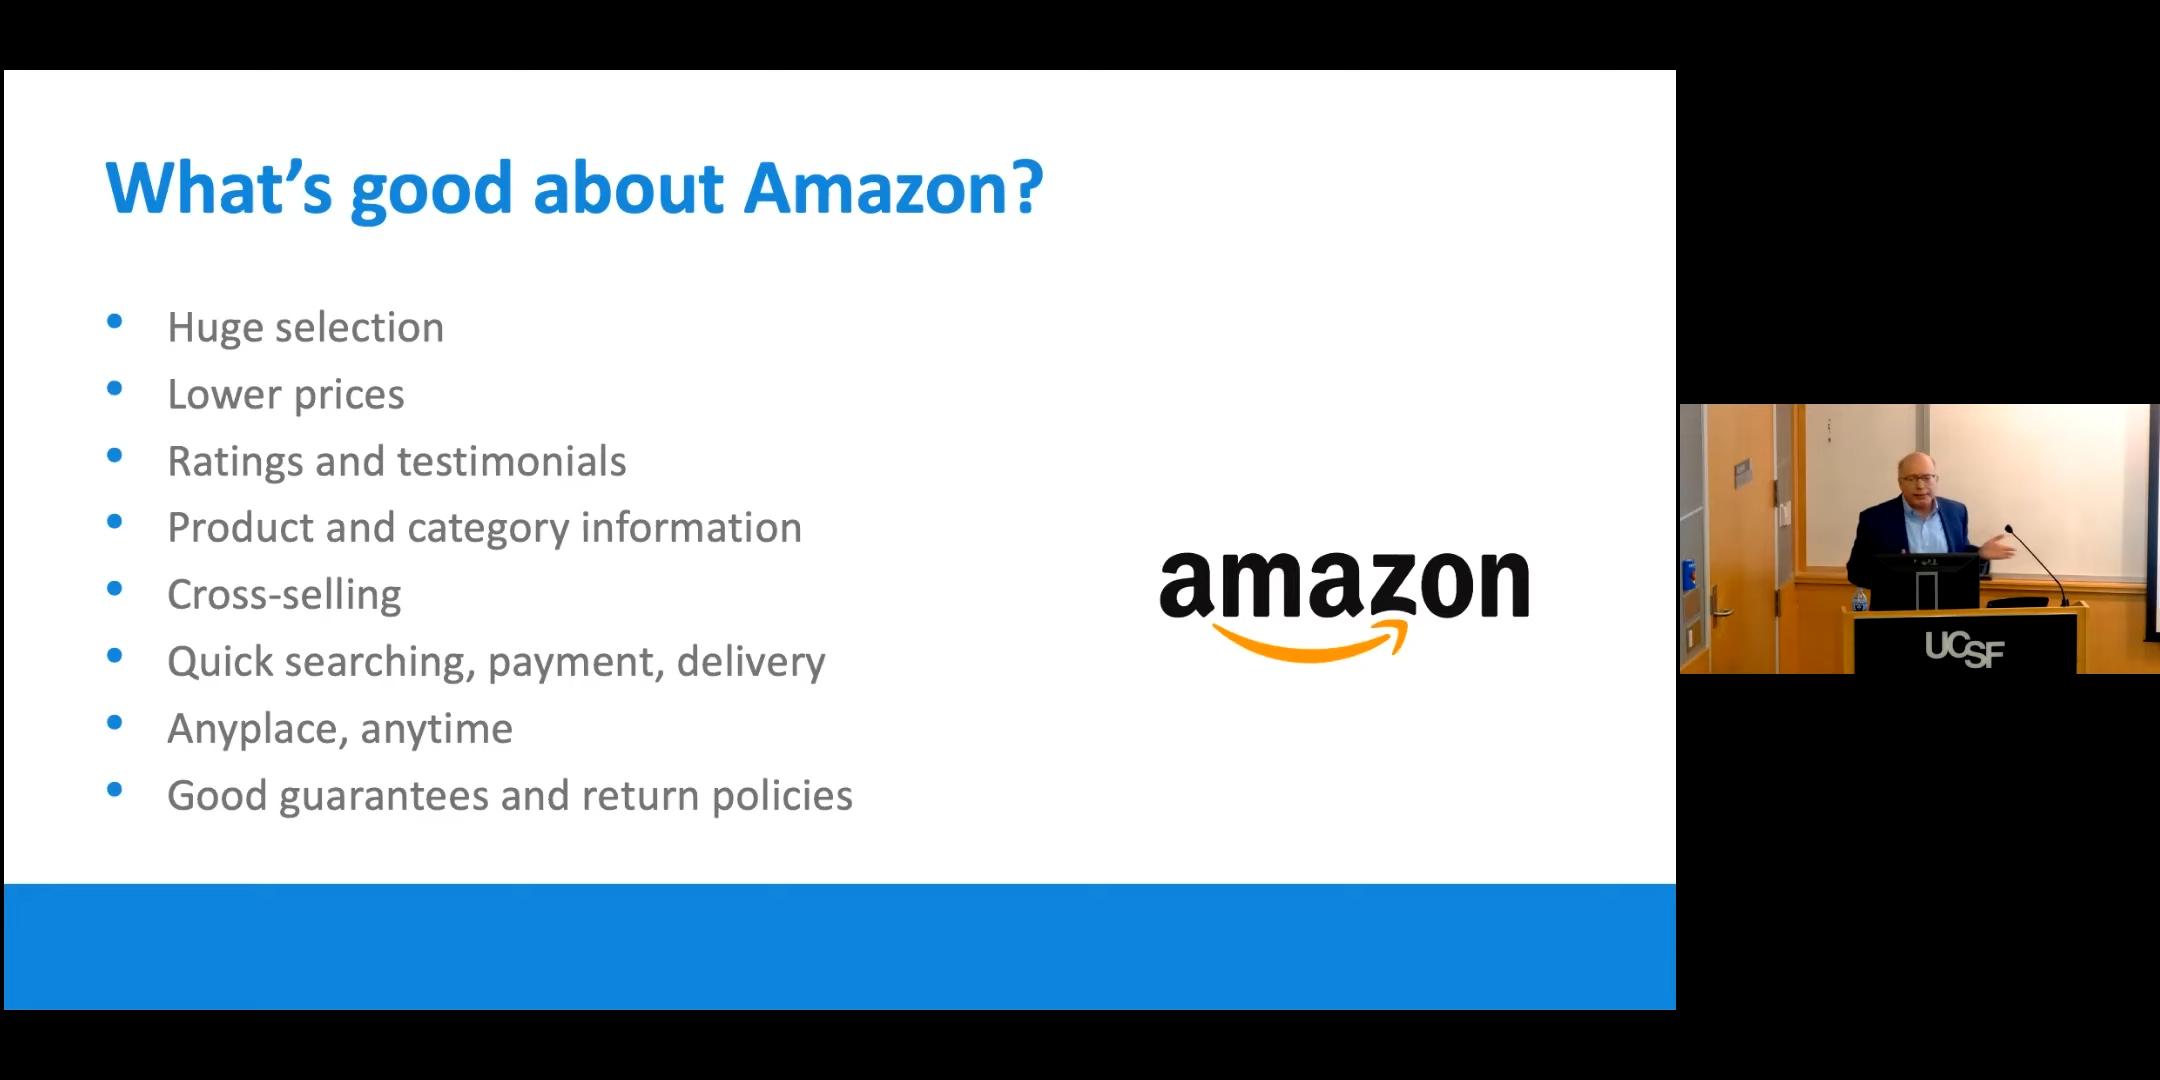 What’s good about Amazon?
• Huge selection
• Lower prices
• Ratings and testimonials
• Product and category information
• Cross-selling
• Quick searching, payment, delivery
• Anyplace, anytime
• Good guarantees and return policies
amazon
UCSF